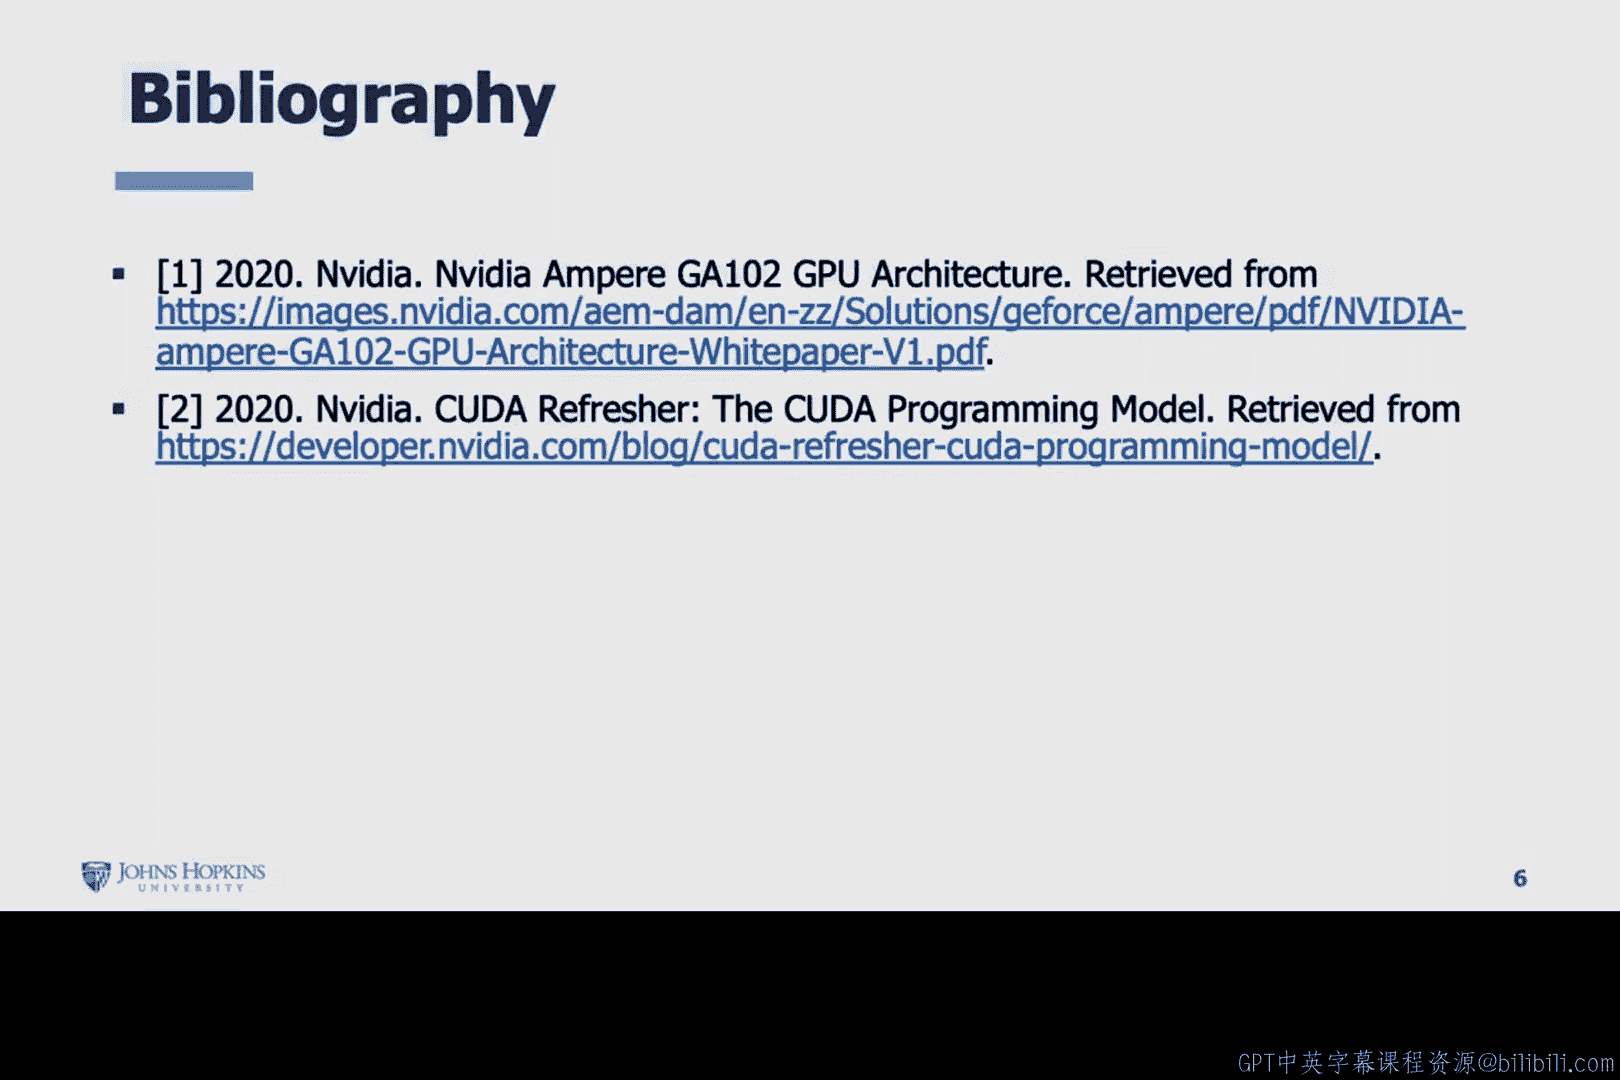 Bibliography
▪ [1] 2020. Nvidia. Nvidia Ampere GA102 GPU Architecture. Retrieved from
https://images.nvidia.com/aem-dam/en-zz/Solutions/geforce/ampere/pdf/NVIDIA-
ampere-GA102-GPU-Architecture-Whitepaper-V1.pdf.
▪ [2] 2020. Nvidia. CUDA Refresher: The CUDA Programming Model. Retrieved from
https://developer.nvidia.com/blog/cuda-refresher-cuda-programming-model/.
JOHNS HOPKINS
UNIVERSITY
6
GPT中英字幕课程资源@bilibili.com